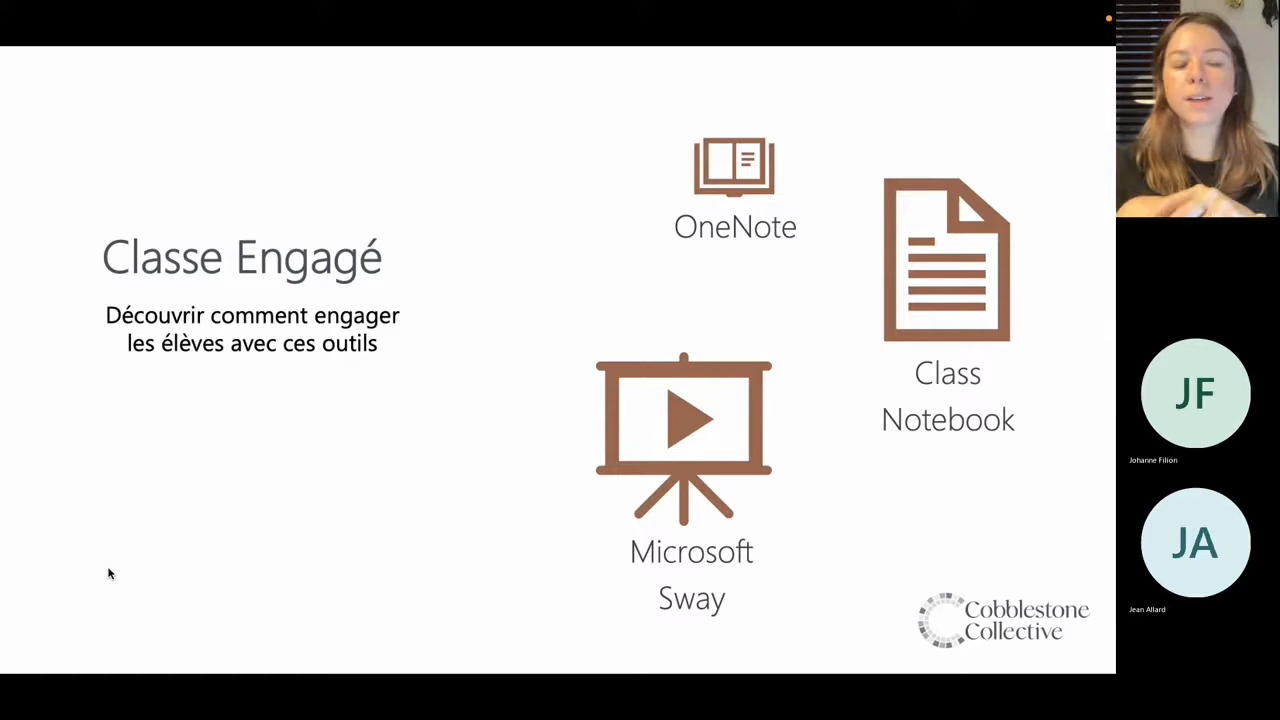 Classe Engagé
Découvrir comment engager
les élèves avec ces outils
OneNote
Class
Notebook
Microsoft
Sway
Cobblestone
Collective
JF
Johanne Filion
JA
Jean Allard